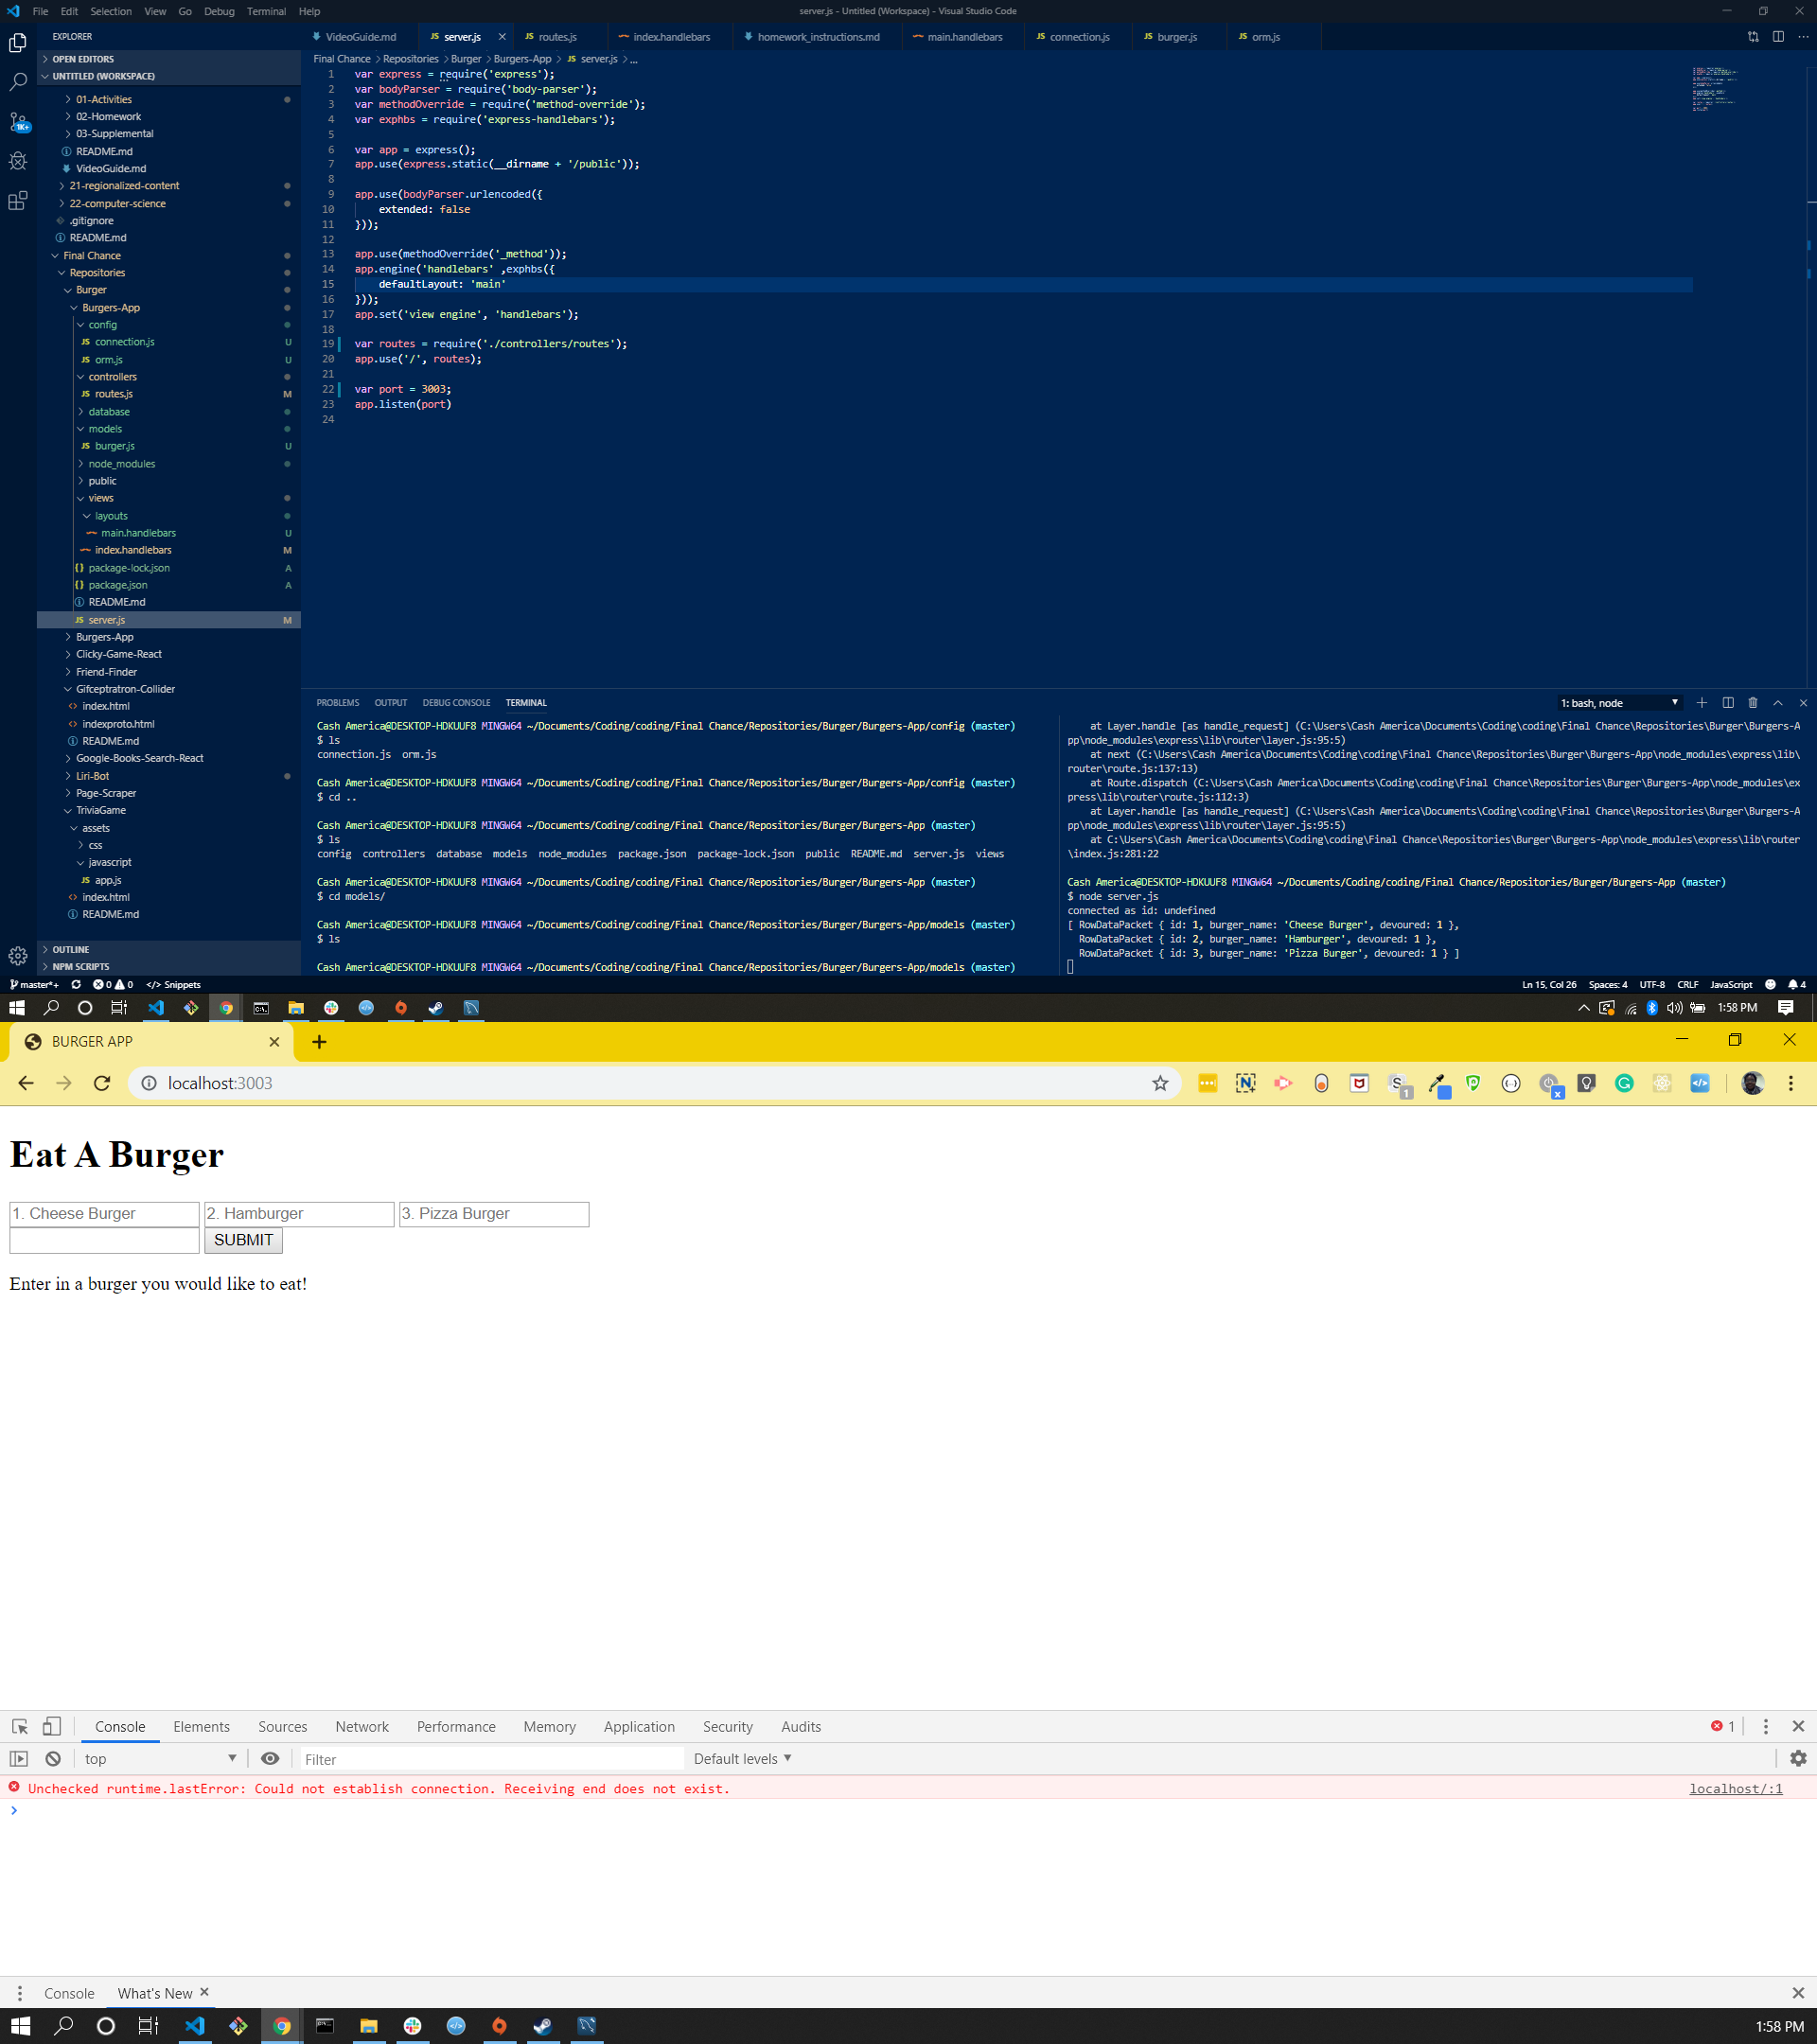 File Edit Selection View Go Debug Terminal Help
server.js - Untitled (Workspace) - Visual Studio Code
EXPLORER
OPEN EDITORS
UNTITLED (WORKSPACE)
01-Activities
02-Homework
03-Supplemental
README.md
VideoGuide.md
21-regionalized-content
22-computer-science
.gitignore
README.md
Final Chance
Repositories
Burger
Burgers-App
config
connection.js U
orm.js U
controllers
routes.js M
database
models
burger.js U
node_modules
public
views
layouts
main.handlebars U
index.handlebars M
package-lock.json A
package.json A
README.md
server.js M
Burgers-App
Clicky-Game-React
Friend-Finder
Gifceptratron-Collider
index.html
indexproto.html
README.md
Google-Books-Search-React
Liri-Bot
Page-Scraper
TriviaGame
assets
css
javascript
app.js
index.html
README.md
OUTLINE
NPM SCRIPTS
1K+
VideoGuide.md server.js routes.js index.handlebars homework_instructions.md main.handlebars connection.js burger.js orm.js
Final Chance > Repositories > Burger > Burgers-App > JS server.js > ...
1 var express = require('express');
2 var bodyParser = require('body-parser');
3 var methodOverride = require('method-override');
4 var exphbs = require('express-handlebars');
5
6 var app = express();
7 app.use(express.static(__dirname + '/public'));
8
9 app.use(bodyParser.urlencoded({
10 extended: false
11 }));
12
13 app.use(methodOverride('_method'));
14 app.engine('handlebars' ,exphbs({
15 defaultLayout: 'main'
16 }));
17 app.set('view engine', 'handlebars');
18
19 var routes = require('./controllers/routes');
20 app.use('/', routes);
21
22 var port = 3003;
23 app.listen(port)
24
PROBLEMS OUTPUT DEBUG CONSOLE TERMINAL
1: bash, node
Cash America@DESKTOP-HDKUUF8 MINGW64 ~/Documents/Coding/coding/Final Chance/Repositories/Burger/Burgers-App/config (master)
$ ls
connection.js orm.js
Cash America@DESKTOP-HDKUUF8 MINGW64 ~/Documents/Coding/coding/Final Chance/Repositories/Burger/Burgers-App/config (master)
$ cd ..
Cash America@DESKTOP-HDKUUF8 MINGW64 ~/Documents/Coding/coding/Final Chance/Repositories/Burger/Burgers-App (master)
$ ls
config controllers database models node_modules package.json package-lock.json public README.md server.js views
Cash America@DESKTOP-HDKUUF8 MINGW64 ~/Documents/Coding/coding/Final Chance/Repositories/Burger/Burgers-App (master)
$ cd models/
Cash America@DESKTOP-HDKUUF8 MINGW64 ~/Documents/Coding/coding/Final Chance/Repositories/Burger/Burgers-App/models (master)
$ ls
Cash America@DESKTOP-HDKUUF8 MINGW64 ~/Documents/Coding/coding/Final Chance/Repositories/Burger/Burgers-App/models (master)
at Layer.handle [as handle_request] (C:\Users\Cash America\Documents\Coding\coding\Final Chance\Repositories\Burger\Burgers-A
pp\node_modules\express\lib\router\layer.js:95:5)
at next (C:\Users\Cash America\Documents\Coding\coding\Final Chance\Repositories\Burger\Burgers-App\node_modules\express\lib\
router\route.js:137:13)
at Route.dispatch (C:\Users\Cash America\Documents\Coding\coding\Final Chance\Repositories\Burger\Burgers-App\node_modules\ex
press\lib\router\route.js:112:3)
at Layer.handle [as handle_request] (C:\Users\Cash America\Documents\Coding\coding\Final Chance\Repositories\Burger\Burgers-A
pp\node_modules\express\lib\router\layer.js:95:5)
at C:\Users\Cash America\Documents\Coding\coding\Final Chance\Repositories\Burger\Burgers-App\node_modules\express\lib\router
\index.js:281:22
Cash America@DESKTOP-HDKUUF8 MINGW64 ~/Documents/Coding/coding/Final Chance/Repositories/Burger/Burgers-App (master)
$ node server.js
connected as id: undefined
[ RowDataPacket { id: 1, burger_name: 'Cheese Burger', devoured: 1 },
RowDataPacket { id: 2, burger_name: 'Hamburger', devoured: 1 },
RowDataPacket { id: 3, burger_name: 'Pizza Burger', devoured: 1 } ]
master*+ 0 0 </> Snippets
Ln 15, Col 26 Spaces: 4 UTF-8 CRLF JavaScript 4
1:58 PM
BURGER APP
localhost:3003
Eat A Burger
1. Cheese Burger 2. Hamburger 3. Pizza Burger
SUBMIT
Enter in a burger you would like to eat!
Console Elements Sources Network Performance Memory Application Security Audits 1
top Filter Default levels
Unchecked runtime.lastError: Could not establish connection. Receiving end does not exist. localhost/:1
Console What's New
1:58 PM